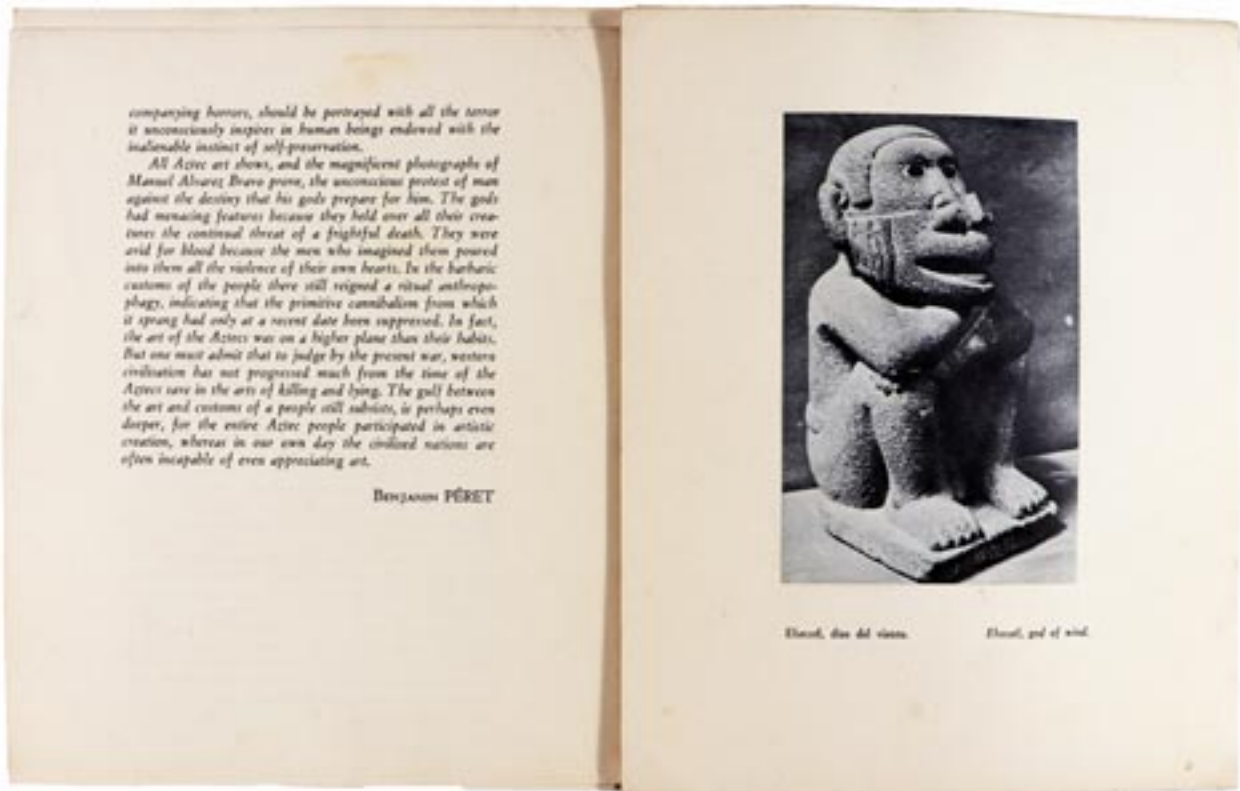 companying horrors, should be portrayed with all the terror
it unconsciously inspires in human beings endowed with the
inalienable instinct of self-preservation.
All Aztec art shows, and the magnificent photographs of
Manuel Alvarez Bravo prove, the unconscious protest of man
against the destiny that his gods prepare for him. The gods
had menacing features because they held over all their crea-
tures the continual threat of a frightful death. They were
avid for blood because the men who imagined them poured
into them all the violence of their own hearts. In the barbaric
customs of the people there still reigned a ritual anthropo-
phagy, indicating that the primitive cannibalism from which
it sprang had only at a recent date been suppressed. In fact,
the art of the Aztecs was on a higher plane than their habits.
But one must admit that to judge by the present war, western
civilisation has not progressed much from the time of the
Aztecs save in the arts of killing and lying. The gulf between
the art and customs of a people still subsists, is perhaps even
deeper, for the entire Aztec people participated in artistic
creation, whereas in our own day the civilized nations are
often incapable of even appreciating art.
Benjamin PÉRET
Ehecatl, dios del viento.
Ehecatl, god of wind.